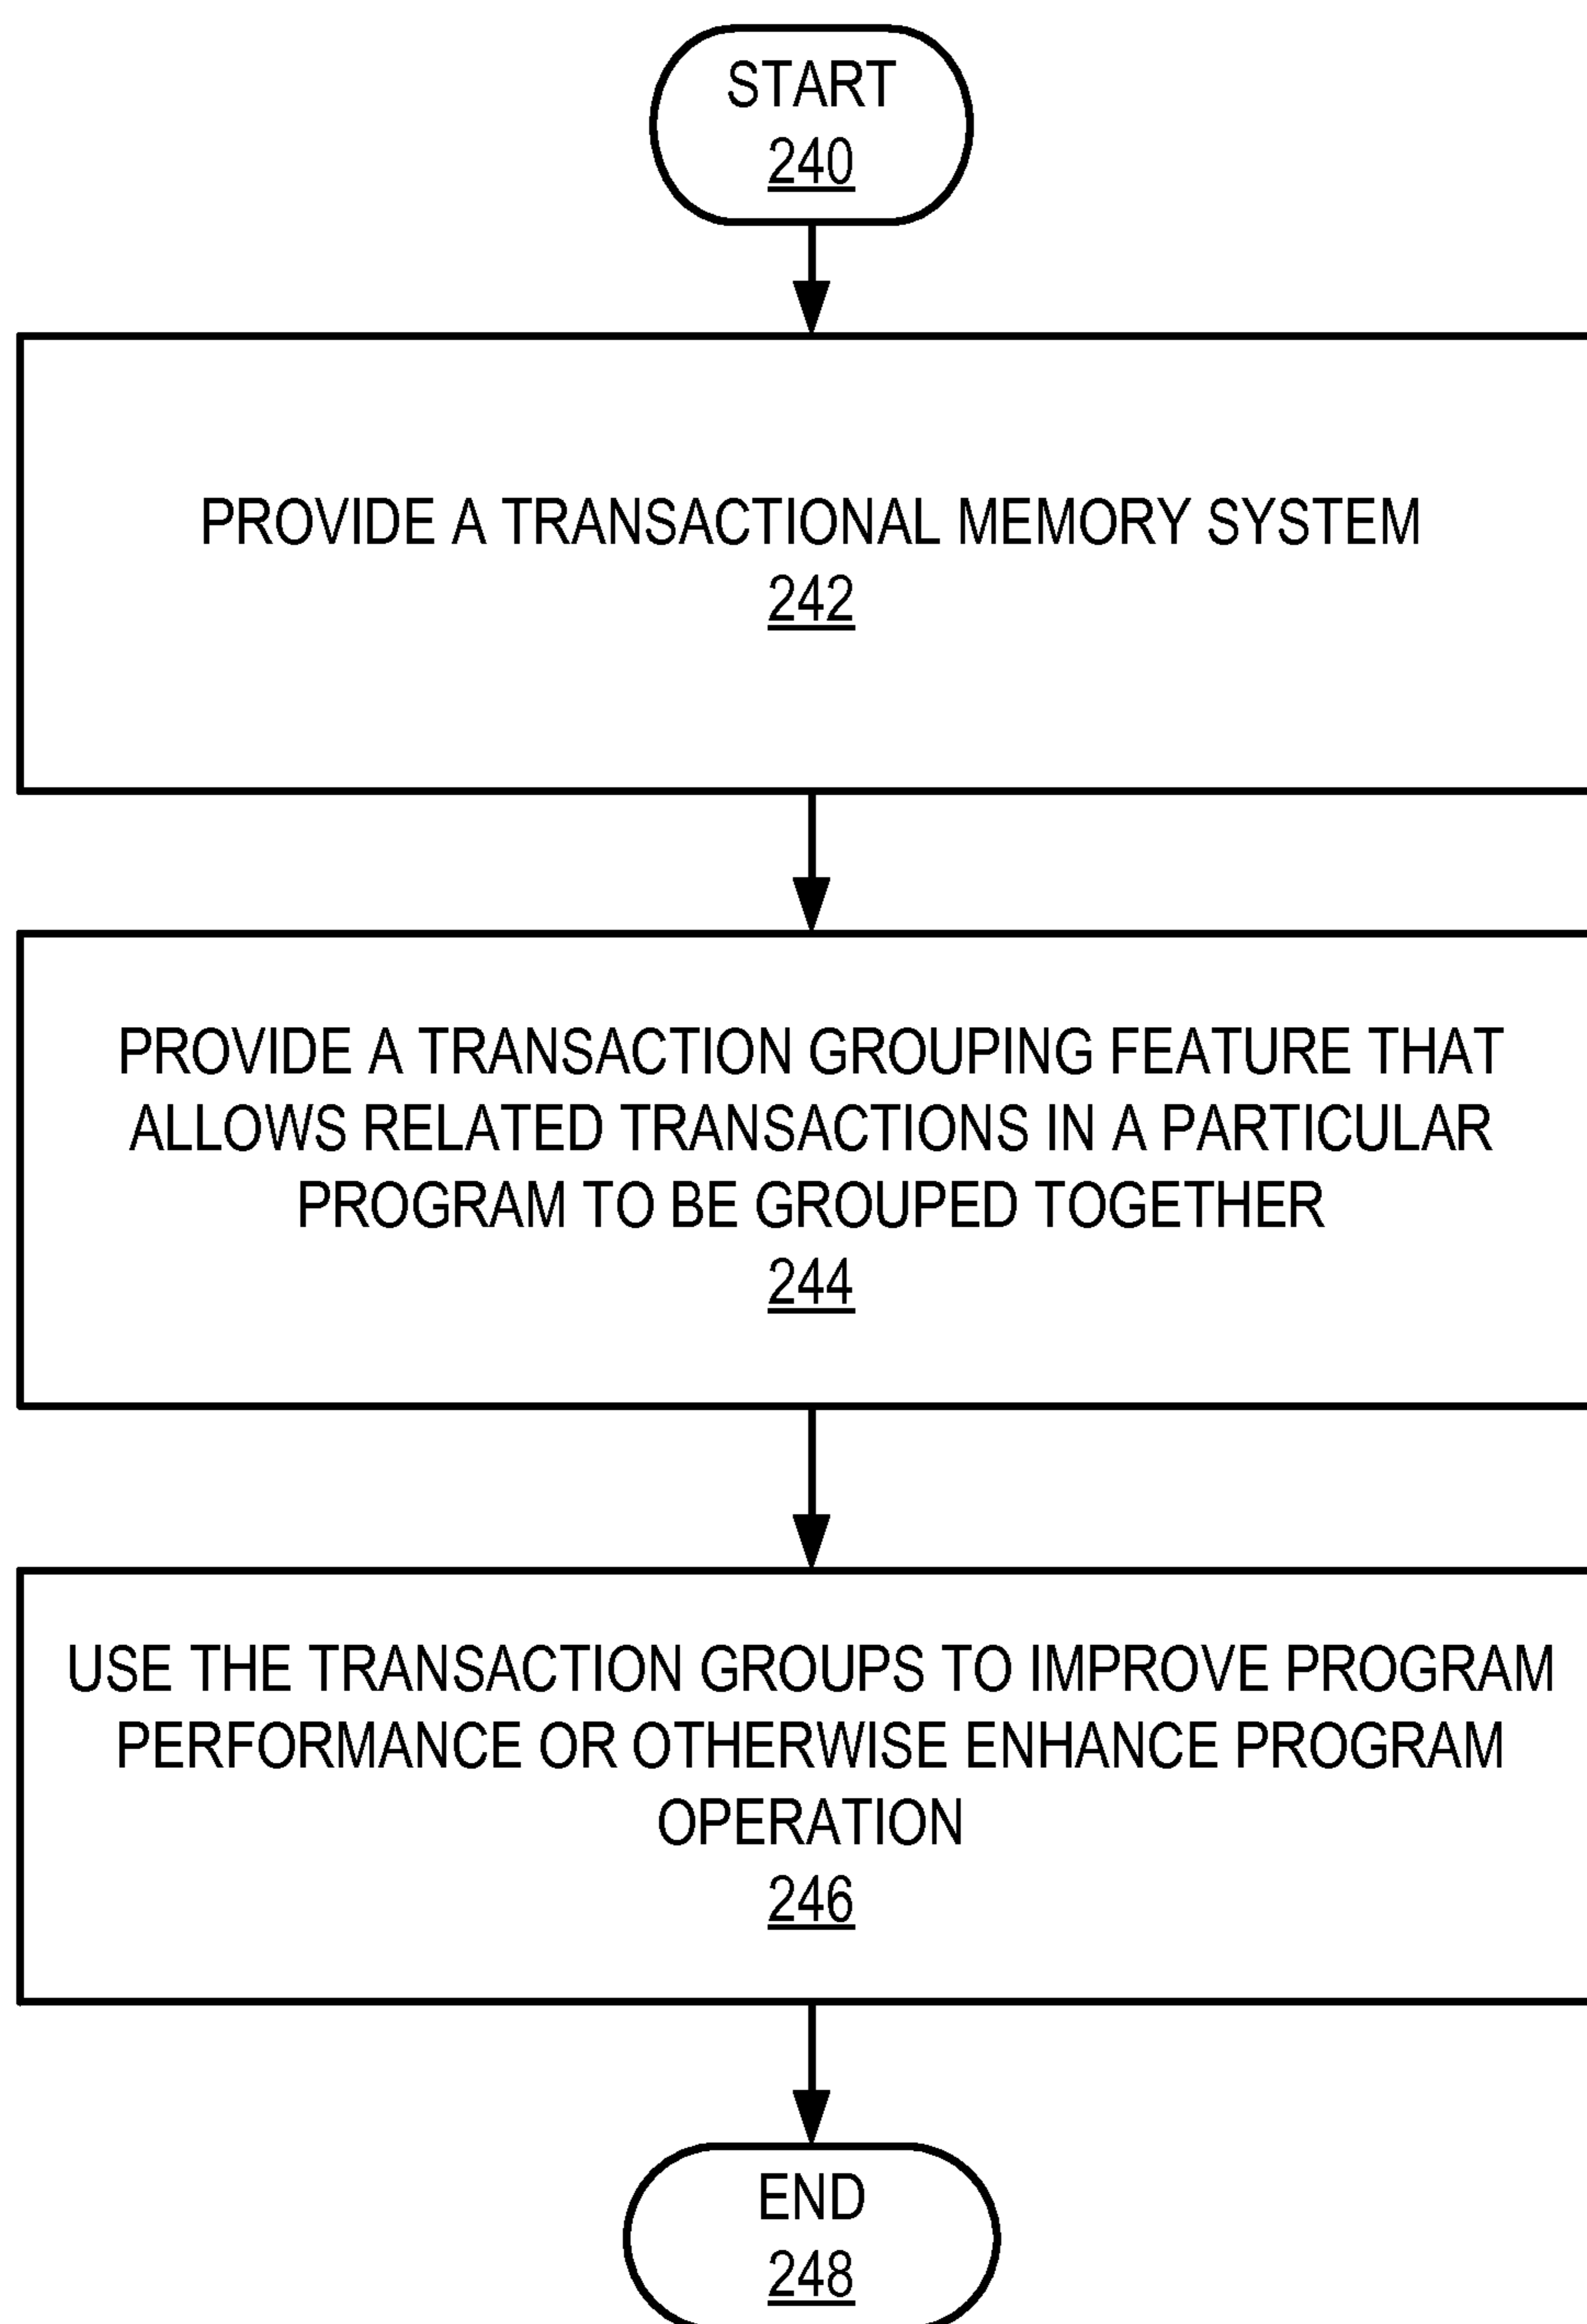 START
240
PROVIDE A TRANSACTIONAL MEMORY SYSTEM
242
PROVIDE A TRANSACTION GROUPING FEATURE THAT
ALLOWS RELATED TRANSACTIONS IN A PARTICULAR
PROGRAM TO BE GROUPED TOGETHER
244
USE THE TRANSACTION GROUPS TO IMPROVE PROGRAM
PERFORMANCE OR OTHERWISE ENHANCE PROGRAM
OPERATION
246
END
248